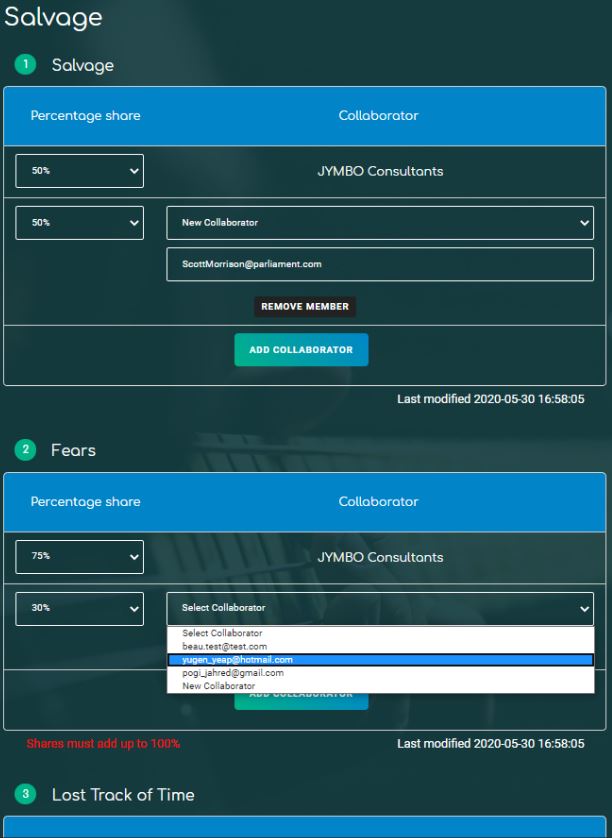 Salvage
1 Salvage
Percentage share Collaborator
50% JYMBO Consultants
50% New Collaborator
ScottMorrison@parliament.com
REMOVE MEMBER
ADD COLLABORATOR
Last modified 2020-05-30 16:58:05
2 Fears
Percentage share Collaborator
75% JYMBO Consultants
30% Select Collaborator
Select Collaborator
beau.test@test.com
yugen_yeap@hotmail.com
pogi_jahred@gmail.com
New Collaborator
ADD COLLABORATOR
Shares must add up to 100% Last modified 2020-05-30 16:58:05
3 Lost Track of Time